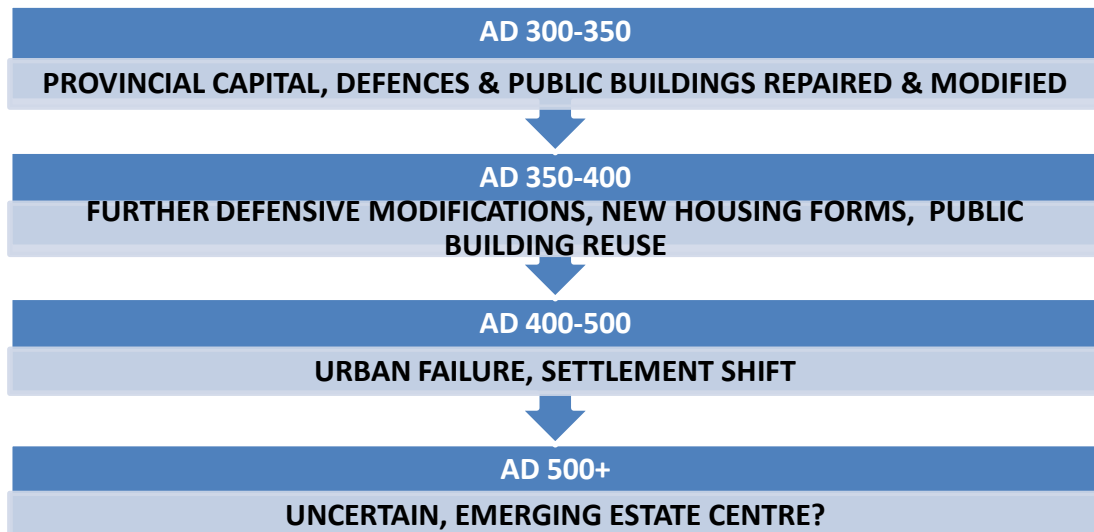 AD 300-350
PROVINCIAL CAPITAL, DEFENCES & PUBLIC BUILDINGS REPAIRED & MODIFIED
AD 350-400
FURTHER DEFENSIVE MODIFICATIONS, NEW HOUSING FORMS, PUBLIC
BUILDING REUSE
AD 400-500
URBAN FAILURE, SETTLEMENT SHIFT
AD 500+
UNCERTAIN, EMERGING ESTATE CENTRE?